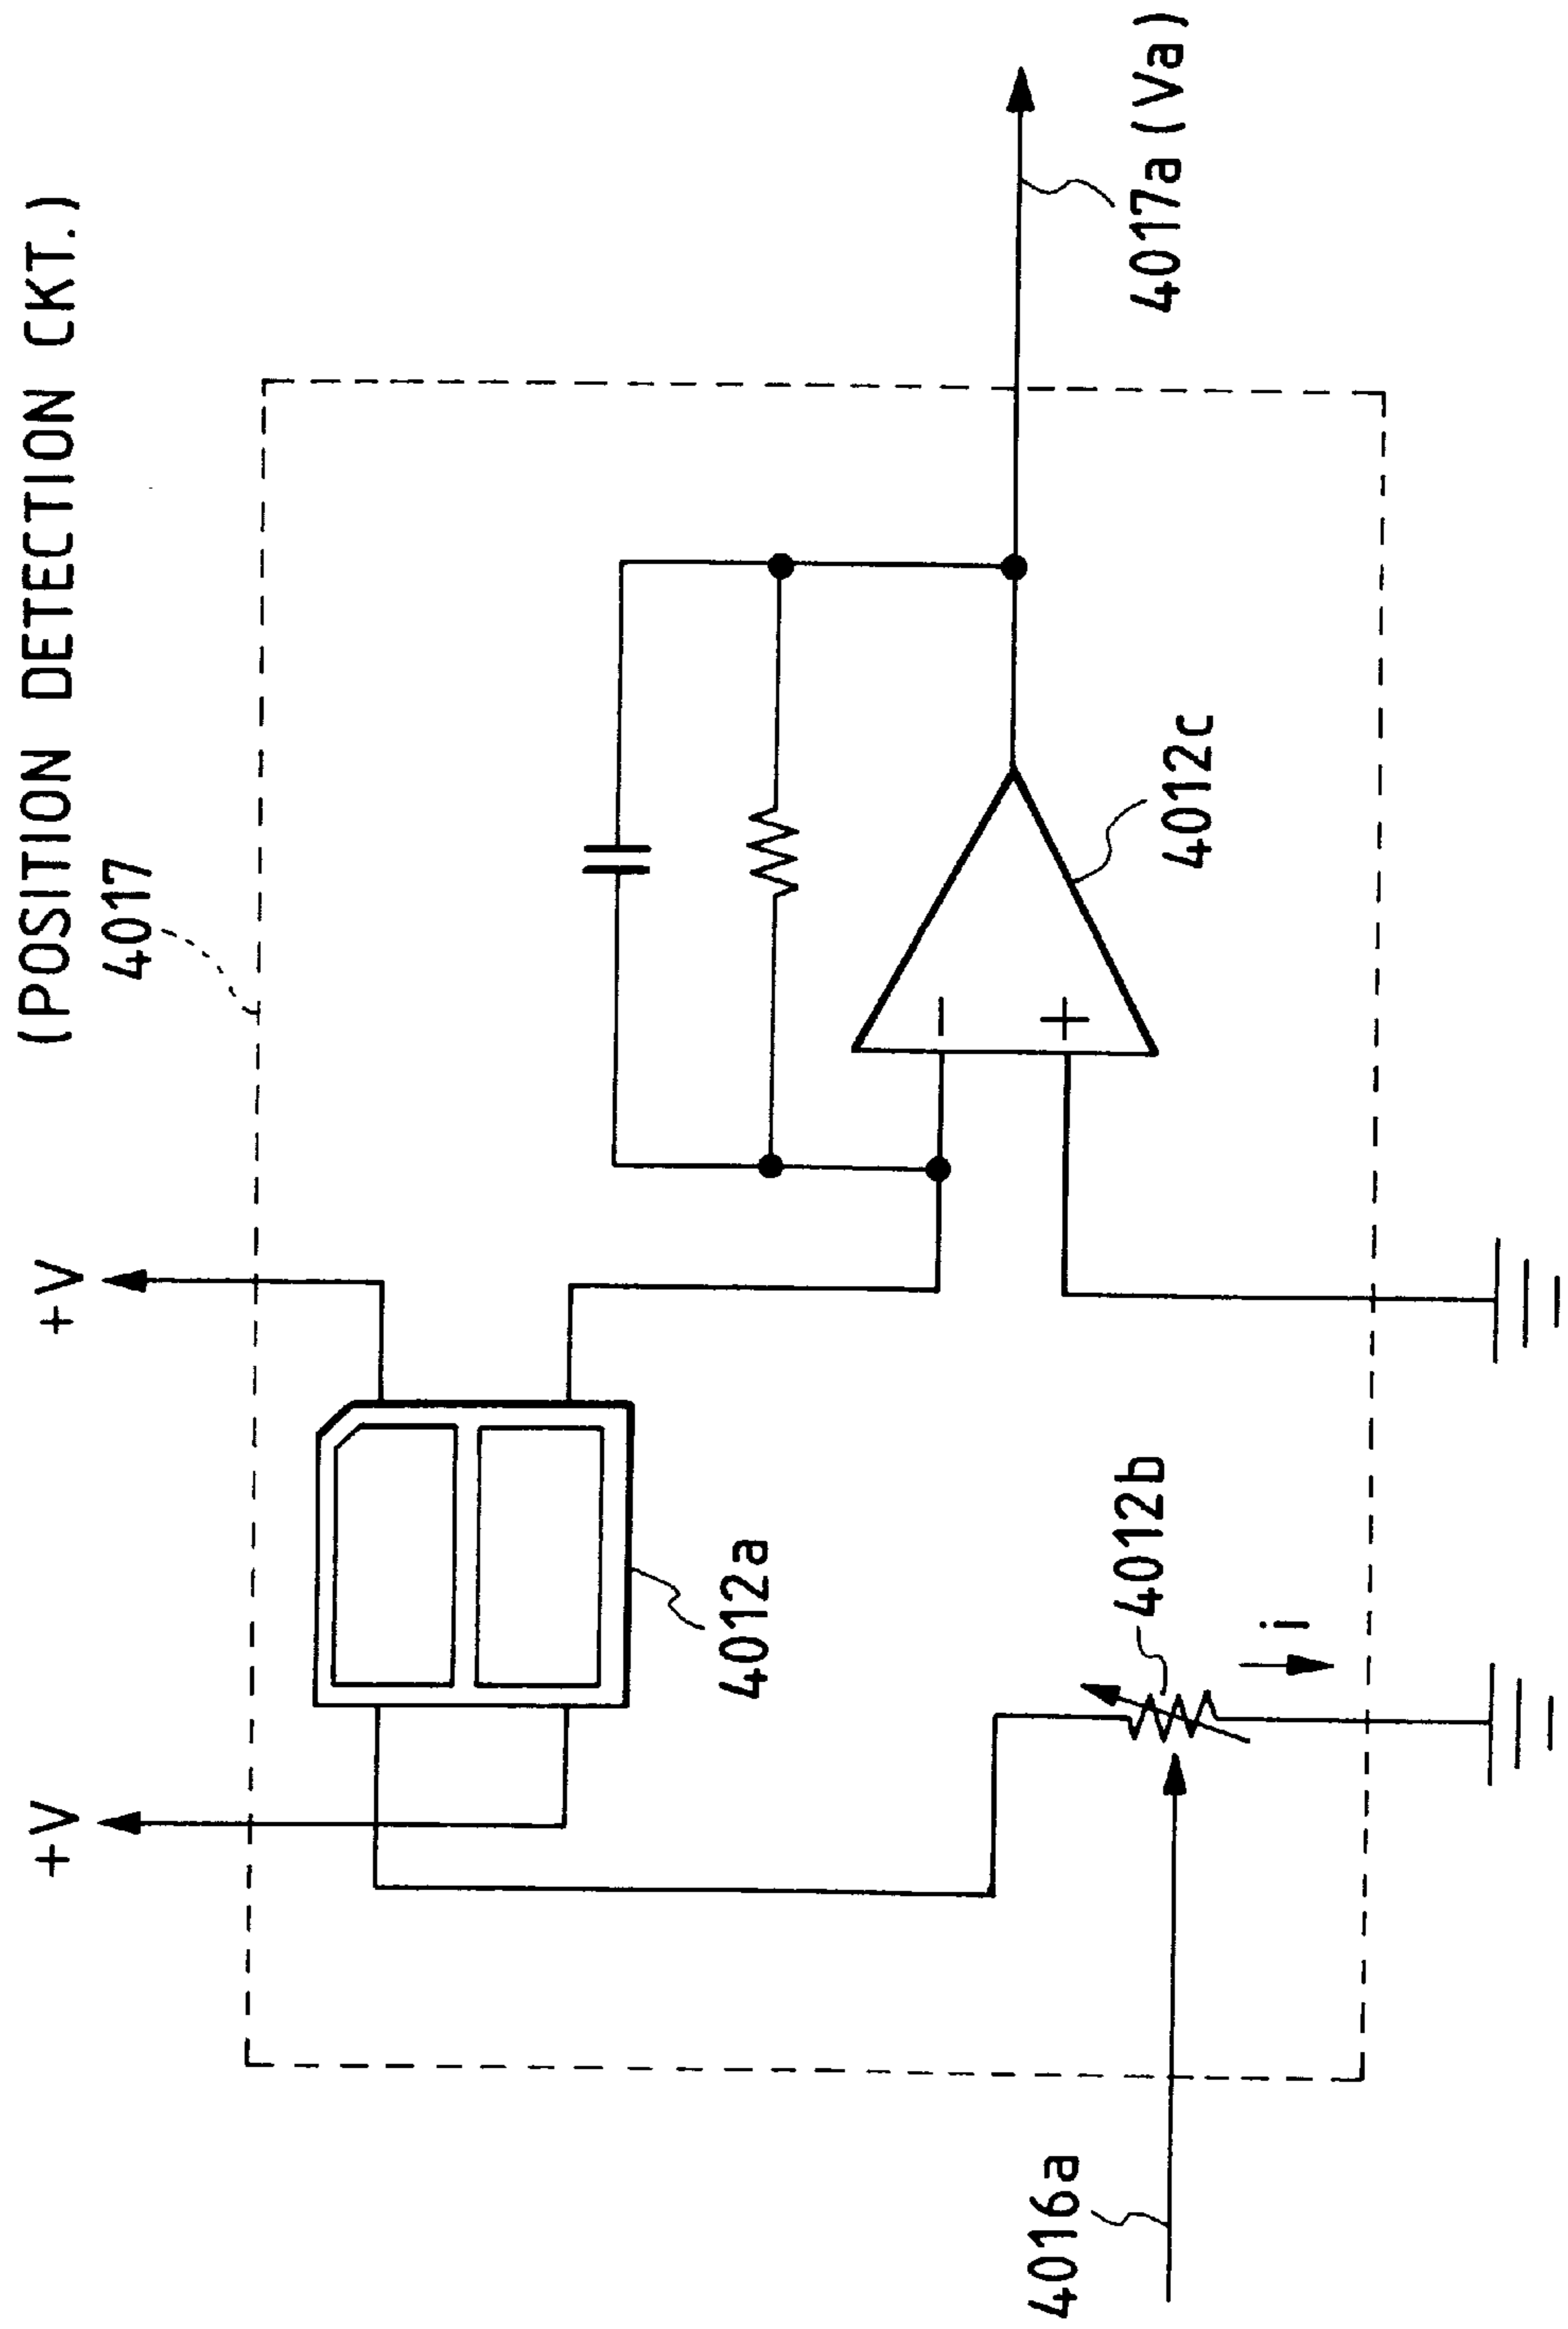 (POSITION DETECTION CKT.)
4017
+V
+V
4012a
4012b
i
4012c
-
+
4016a
4017a (Va)